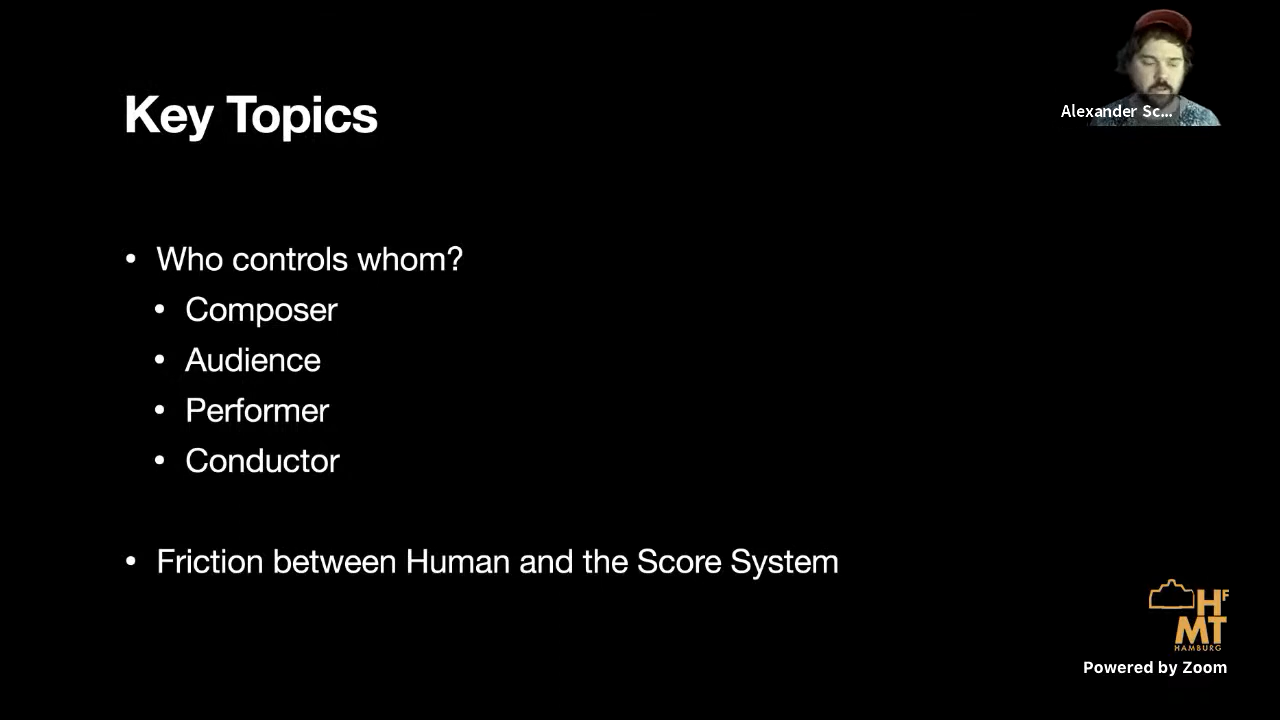 Key Topics
Alexander Sc...
• Who controls whom?
• Composer
• Audience
• Performer
• Conductor
• Friction between Human and the Score System
HF
MT
HAMBURG
Powered by Zoom